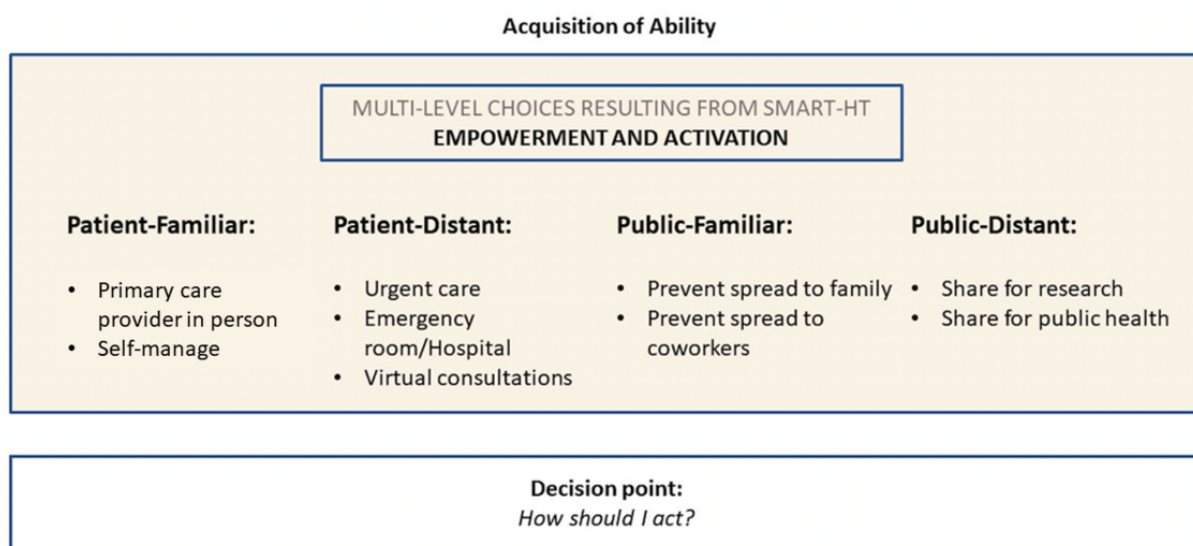 Acquisition of Ability
MULTI-LEVEL CHOICES RESULTING FROM SMART-HT
EMPOWERMENT AND ACTIVATION
Patient-Familiar:
• Primary care
provider in person
• Self-manage
Patient-Distant:
• Urgent care
• Emergency
room/Hospital
• Virtual consultations
Public-Familiar:
• Prevent spread to family
• Prevent spread to
coworkers
Public-Distant:
• Share for research
• Share for public health
Decision point:
How should I act?